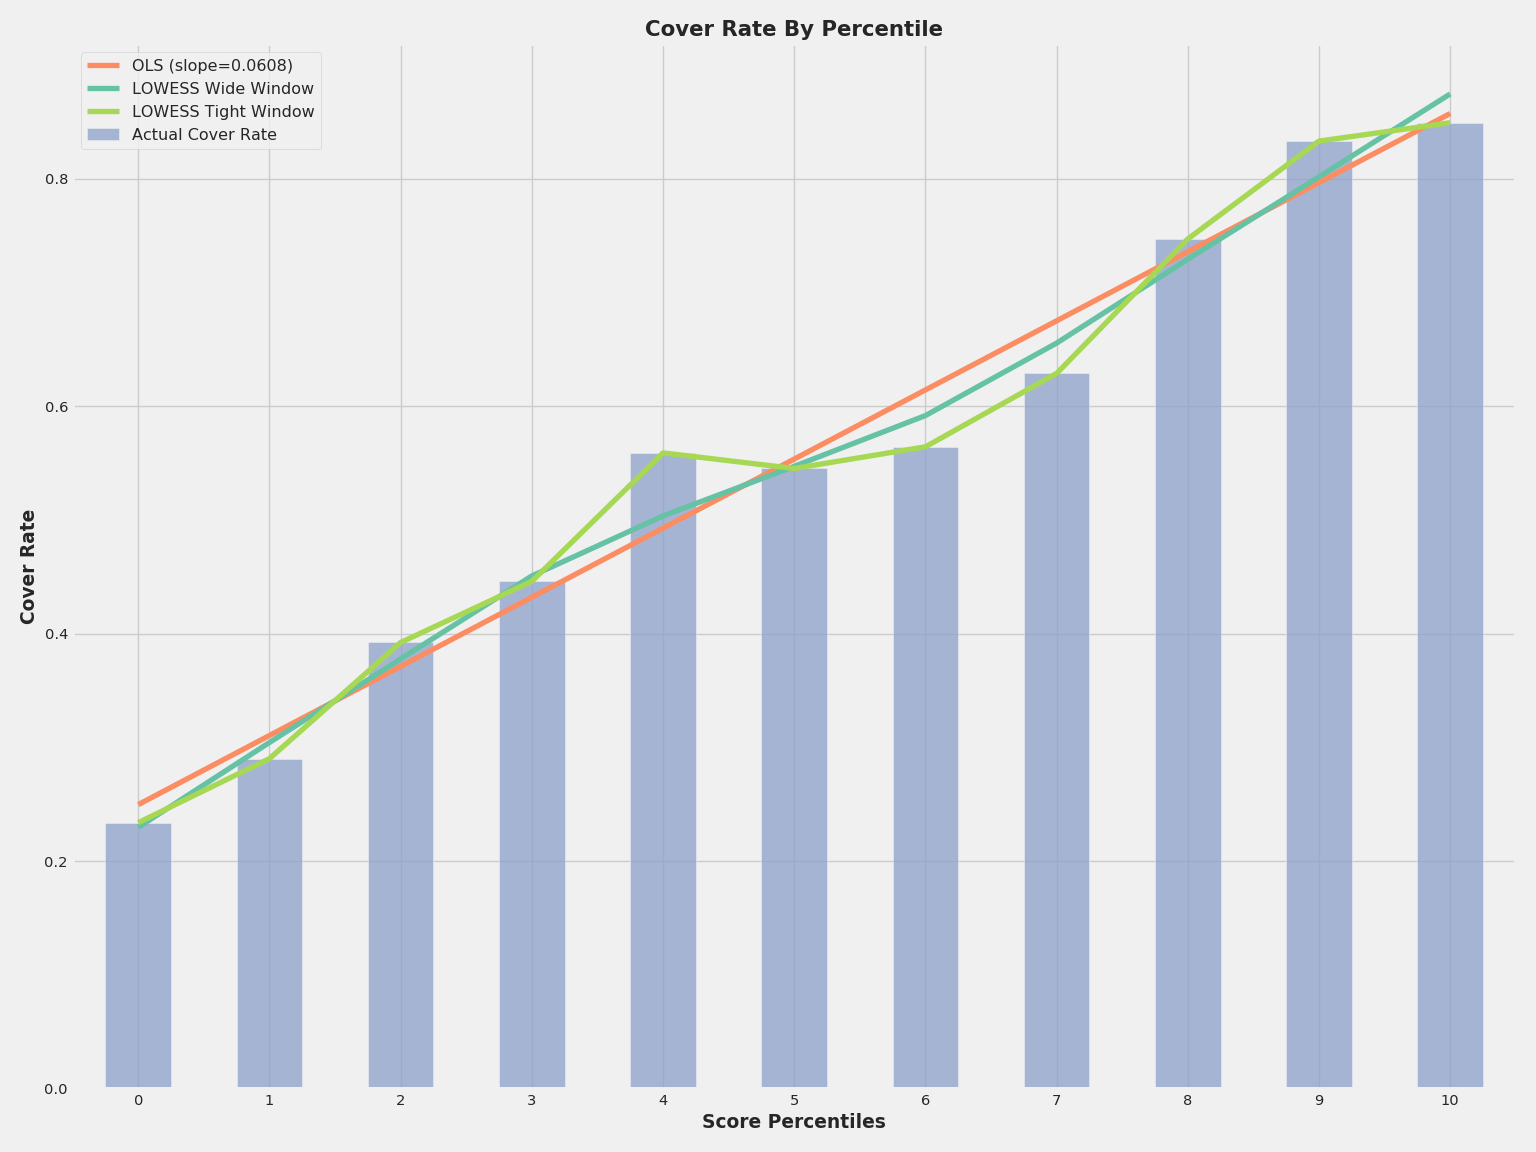 Cover Rate By Percentile
OLS (slope=0.0608)
LOWESS Wide Window
LOWESS Tight Window
Actual Cover Rate
0.8
0.6
0.4
0.2
0.0
Cover Rate
0 1 2 3 4 5 6 7 8 9 10
Score Percentiles